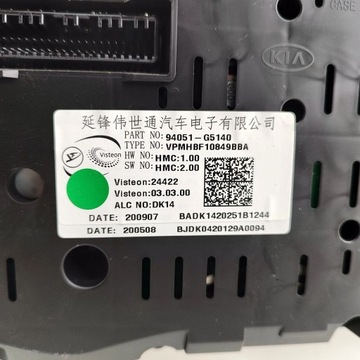 CASE
KIA
延锋伟世通汽车电子有限公司
PART NO: 94051-G5140
TYPE NO: VPMHBF10849BBA
HW NO: HMC:1.00
SW NO: HMC:2.00
Visteon
Visteon:24422
Visteon:03.03.00
ALC NO:DK14
DATE: 200907 BADK1420251B1244
DATE: 200508 BJDK0420129A0094